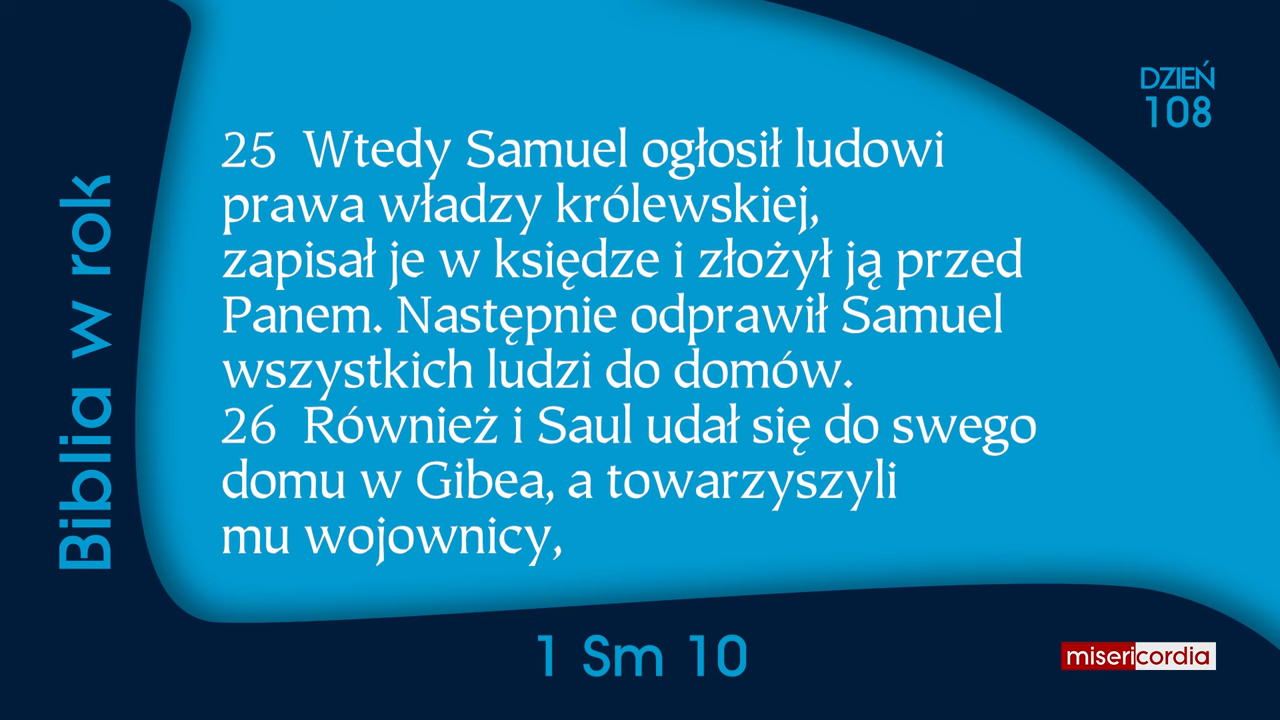 DZIEŃ
108
Biblia w rok
25 Wtedy Samuel ogłosił ludowi
prawa władzy królewskiej,
zapisał je w księdze i złożył ją przed
Panem. Następnie odprawił Samuel
wszystkich ludzi do domów.
26 Również i Saul udał się do swego
domu w Gibea, a towarzyszyli
mu wojownicy,
1 Sm 10
misericordia